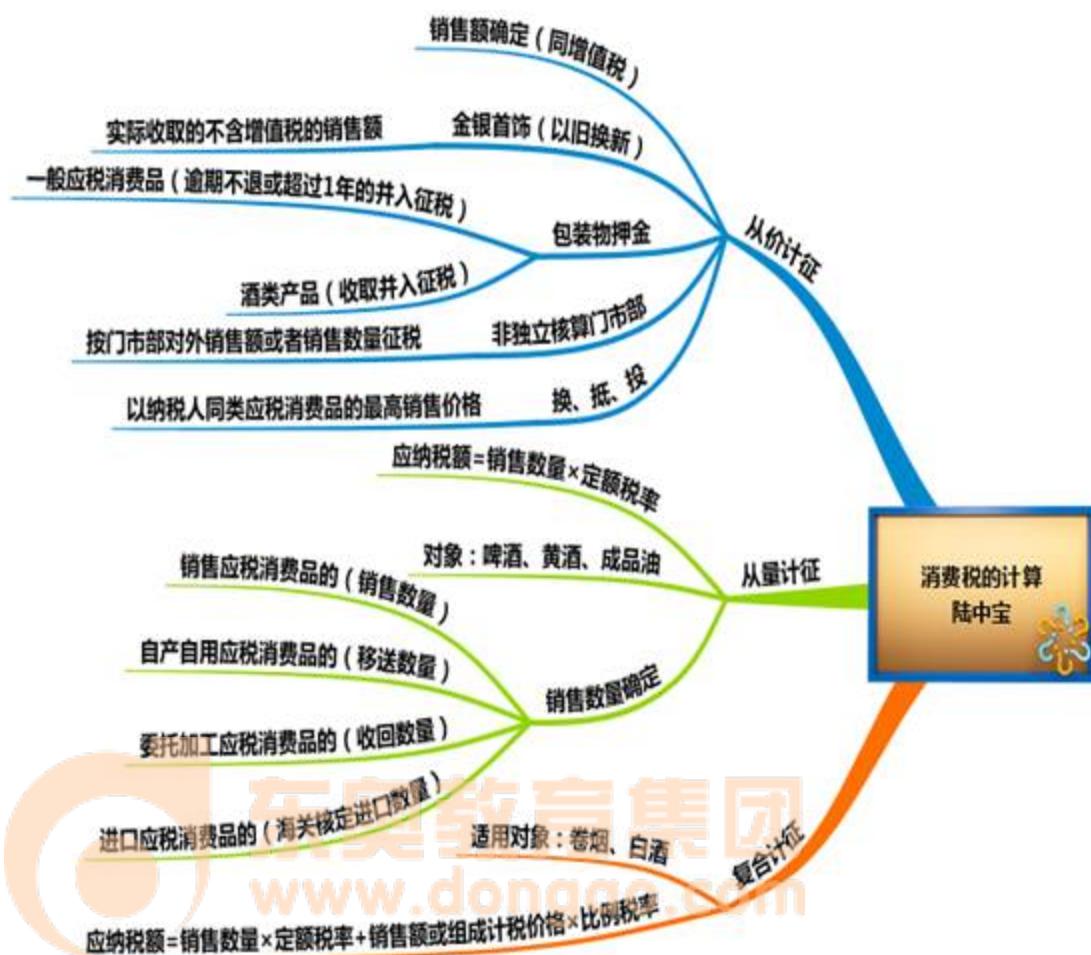 销售额确定（同增值税）
金银首饰（以旧换新）
实际收取的不含增值税的销售额
一般应税消费品（逾期不退或超过1年的并入征税）
包装物押金
酒类产品（收取并入征税）
按门市部对外销售额或者销售数量征税
非独立核算门市部
以纳税人同类应税消费品的最高销售价格
换、抵、投
从价计征
应纳税额=销售数量×定额税率
对象：啤酒、黄酒、成品油
从量计征
销售应税消费品的（销售数量）
自产自用应税消费品的（移送数量）
销售数量确定
委托加工应税消费品的（收回数量）
进口应税消费品的（海关核定进口数量）
消费税的计算
陆中宝
适用对象：卷烟、白酒
复合计征
应纳税额=销售数量×定额税率+销售额或组成计税价格×比例税率
东奥教育集团
www.dongao.com